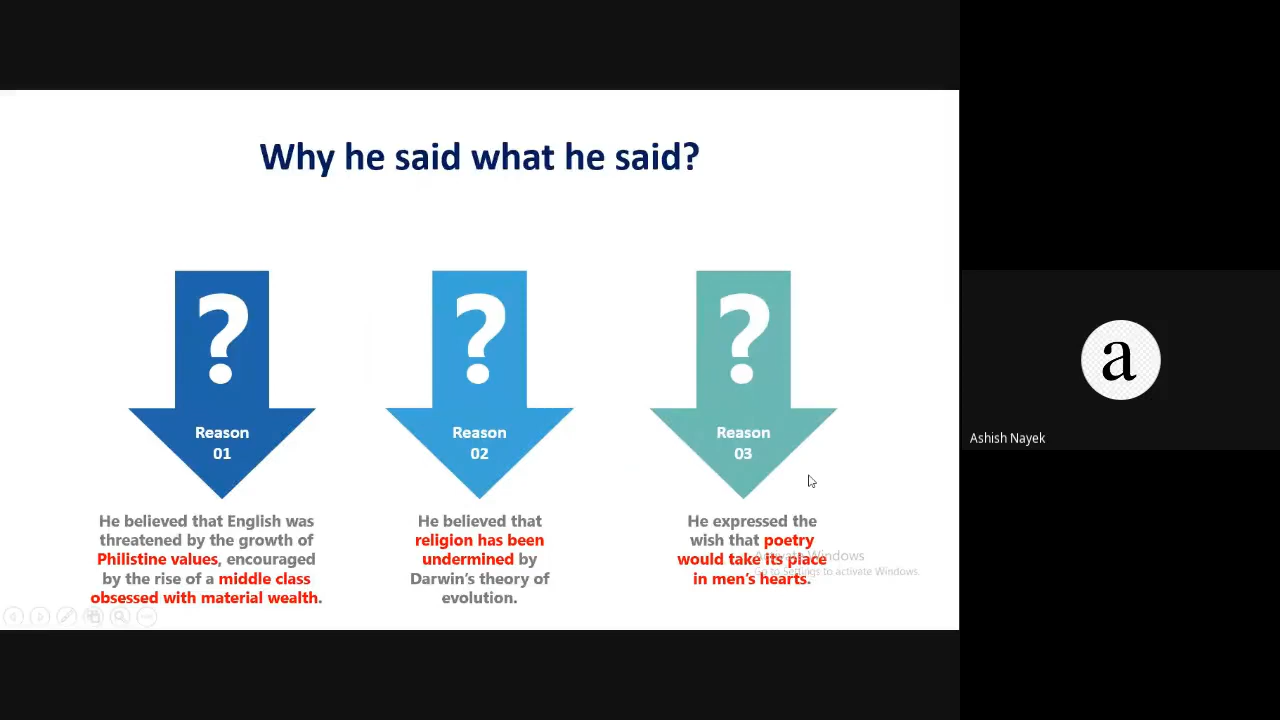 Why he said what he said?
?
?
?
Reason
01
Reason
02
Reason
03
He believed that English was
threatened by the growth of
Philistine values, encouraged
by the rise of a middle class
obsessed with material wealth.
He believed that
religion has been
undermined by
Darwin's theory of
evolution.
He expressed the
wish that poetry
would take its place
in men's hearts.
Activate Windows
Go to Settings to activate Windows.
a
Ashish Nayek